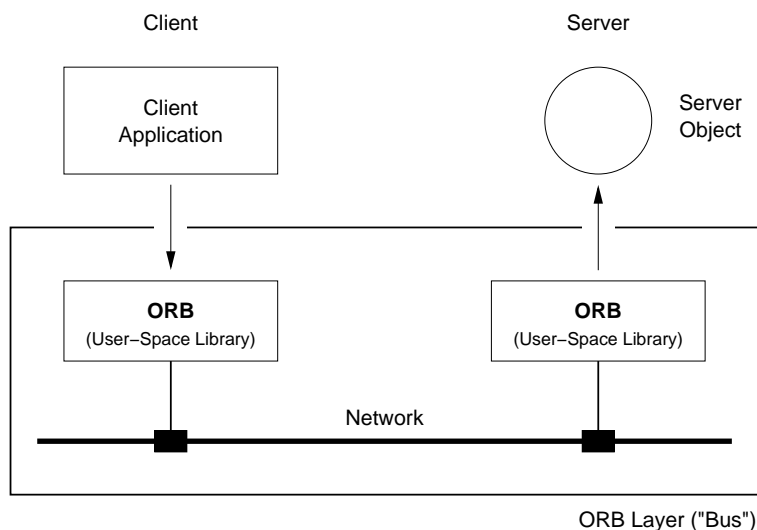 Client
Server
Client
Application
Server
Object
ORB
(User−Space Library)
ORB
(User−Space Library)
Network
ORB Layer ("Bus")